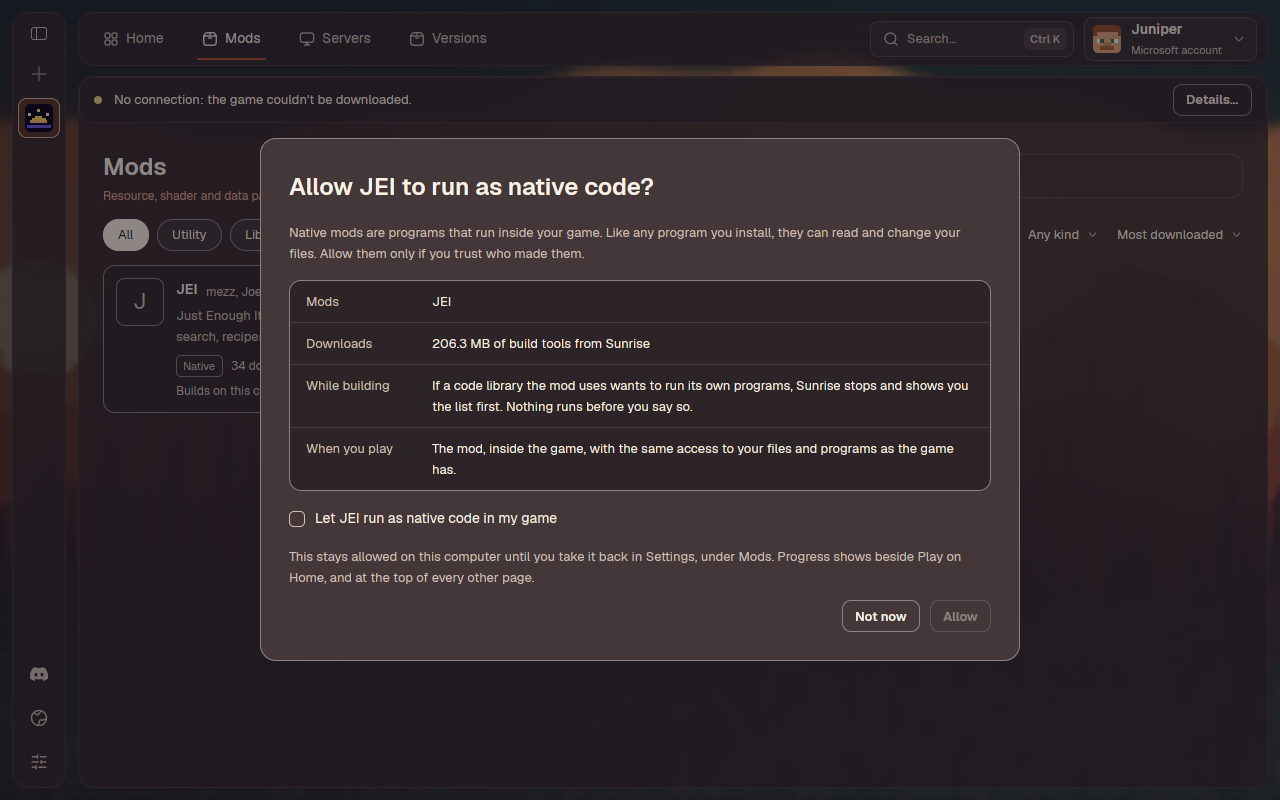 Home
Mods
Servers
Versions
Search...
Ctrl K
Juniper
Microsoft account
No connection: the game couldn't be downloaded.
Details...
Mods
Resource, shader and data
All
Utility
Any kind
Most downloaded
J
JEI
mezz,
Just Enough
search,
Native
34
Builds on this
Allow JEI to run as native code?
Native mods are programs that run inside your game. Like any program you install, they can read and change your
files. Allow them only if you trust who made them.
Mods
JEI
Downloads
206.3 MB of build tools from Sunrise
While building
If a code library the mod uses wants to run its own programs, Sunrise stops and shows you
the list first. Nothing runs before you say so.
When you play
The mod, inside the game, with the same access to your files and programs as the game
has.
Let JEI run as native code in my game
This stays allowed on this computer until you take it back in Settings, under Mods. Progress shows beside Play on
Home, and at the top of every other page.
Not now
Allow